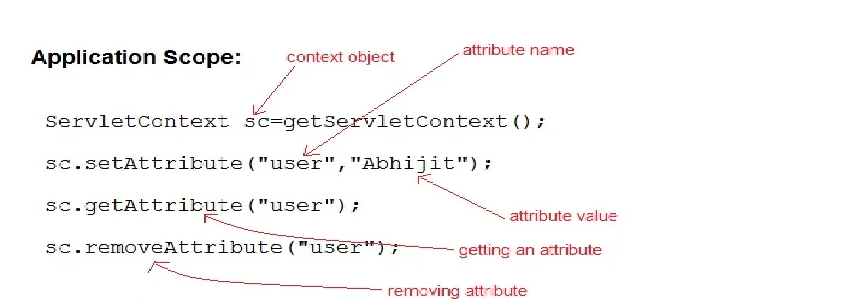 attribute name
Application Scope:
context object
ServletContext sc=getServletContext();
sc.setAttribute("user","Abhijit");
sc.getAttribute("user");
attribute value
sc.removeAttribute("user");
getting an attribute
removing attribute